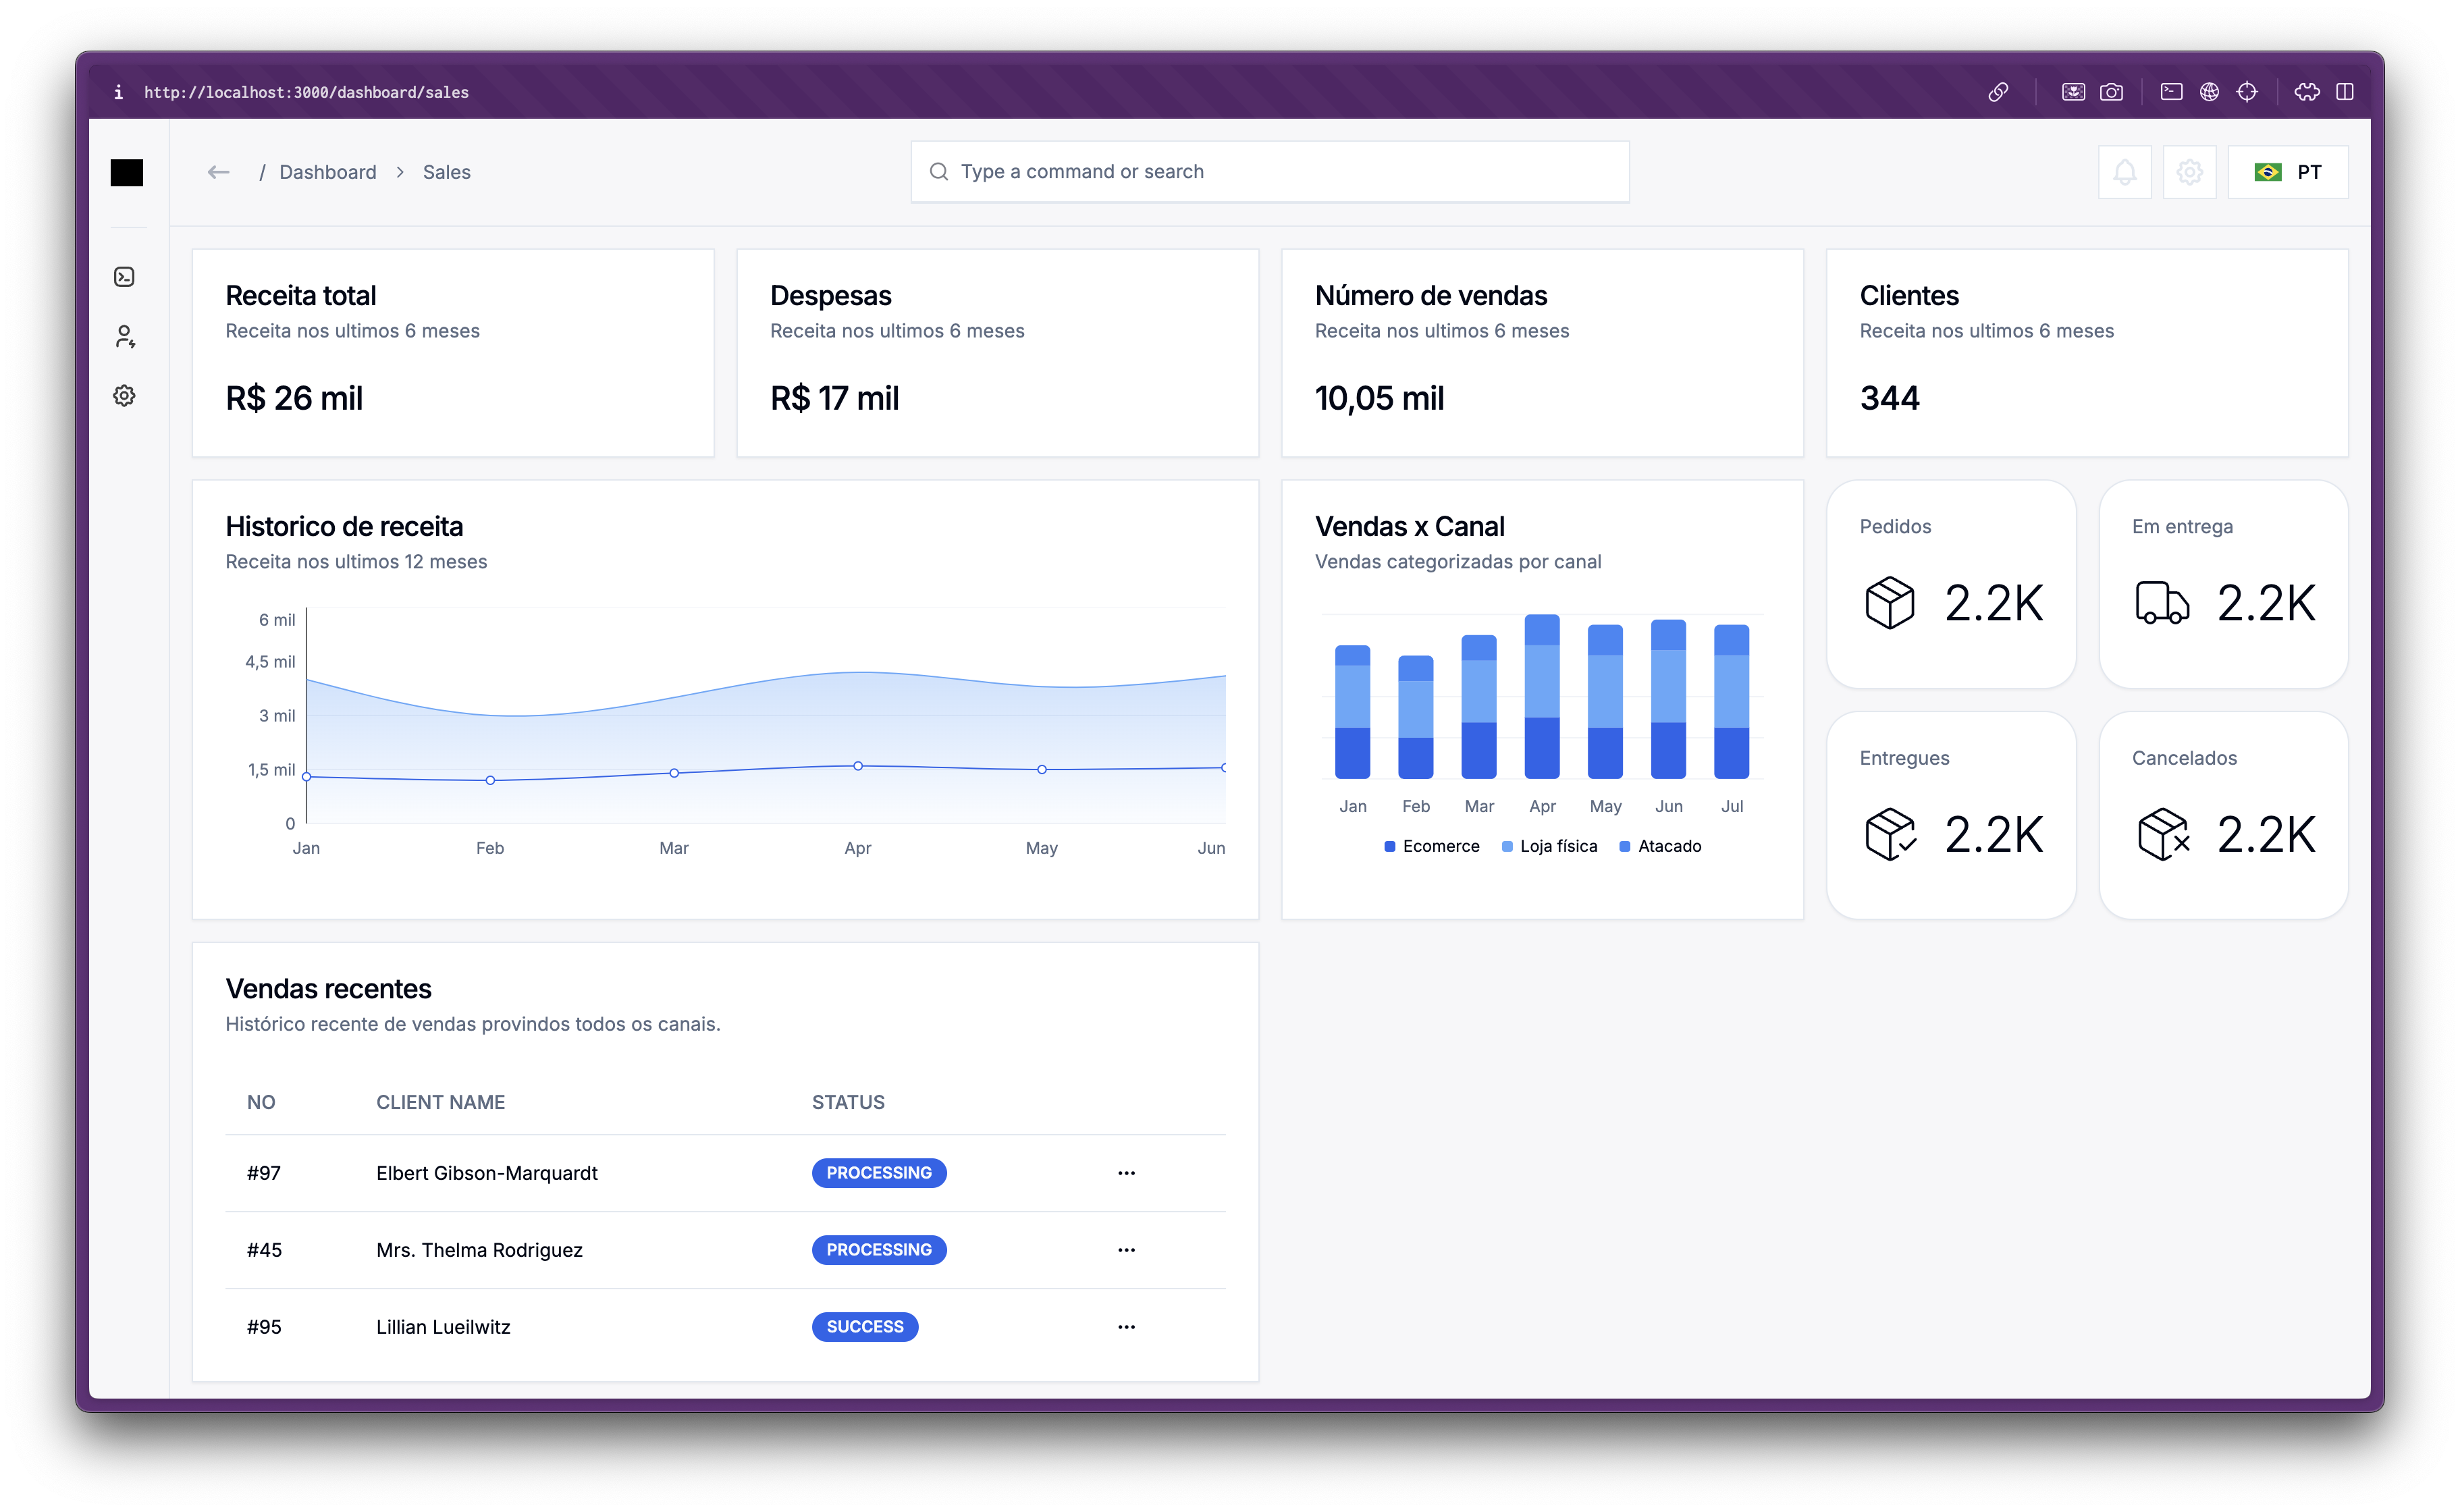 i http://localhost:3000/dashboard/sales
/ Dashboard > Sales
Type a command or search
PT
Receita total
Receita nos ultimos 6 meses
R$ 26 mil
Despesas
Receita nos ultimos 6 meses
R$ 17 mil
Número de vendas
Receita nos ultimos 6 meses
10,05 mil
Clientes
Receita nos ultimos 6 meses
344
Historico de receita
Receita nos ultimos 12 meses
6 mil
4,5 mil
3 mil
1,5 mil
0
Jan Feb Mar Apr May Jun
Vendas x Canal
Vendas categorizadas por canal
Jan Feb Mar Apr May Jun Jul
Ecomerce Loja física Atacado
Pedidos
2.2K
Em entrega
2.2K
Entregues
2.2K
Cancelados
2.2K
Vendas recentes
Histórico recente de vendas provindos todos os canais.
NO CLIENT NAME STATUS
#97 Elbert Gibson-Marquardt PROCESSING ...
#45 Mrs. Thelma Rodriguez PROCESSING ...
#95 Lillian Lueilwitz SUCCESS ...